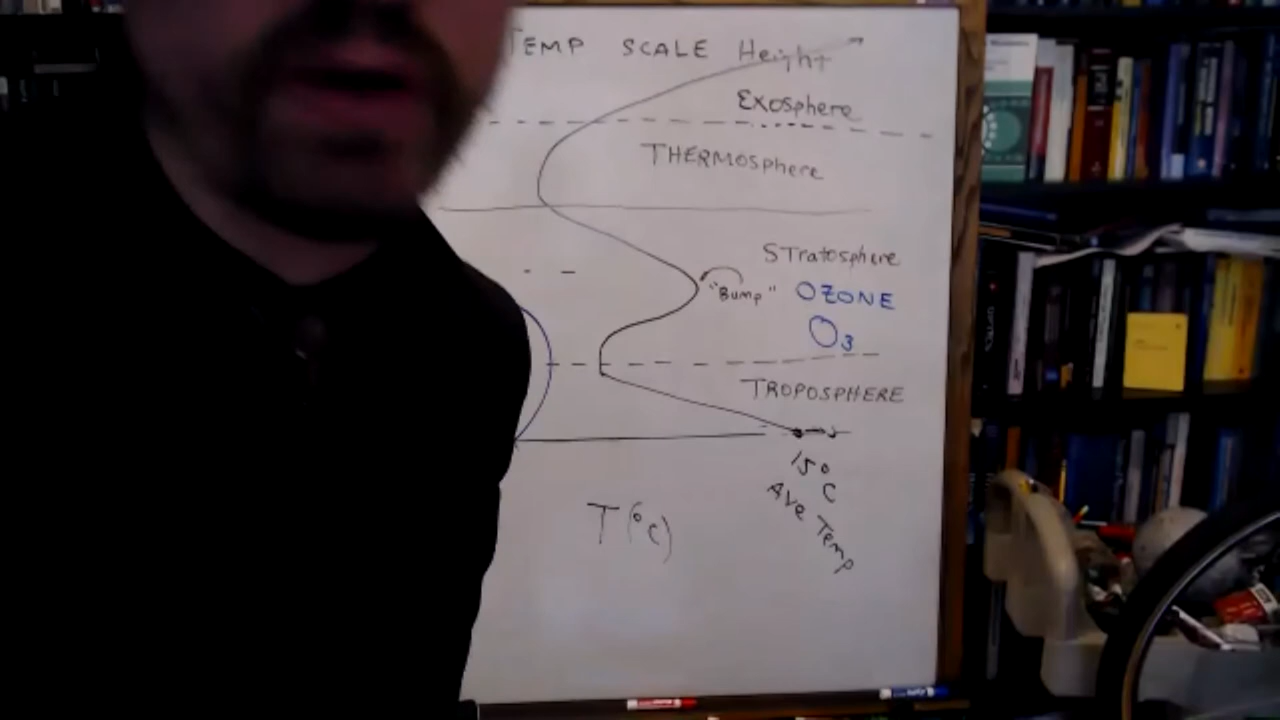 TEMP SCALE Height
Exosphere
THERMOSphere
STratosphere
"Bump" OZONE
O3
TROPOSPHERE
15°
C
Ave Temp
T(°C)